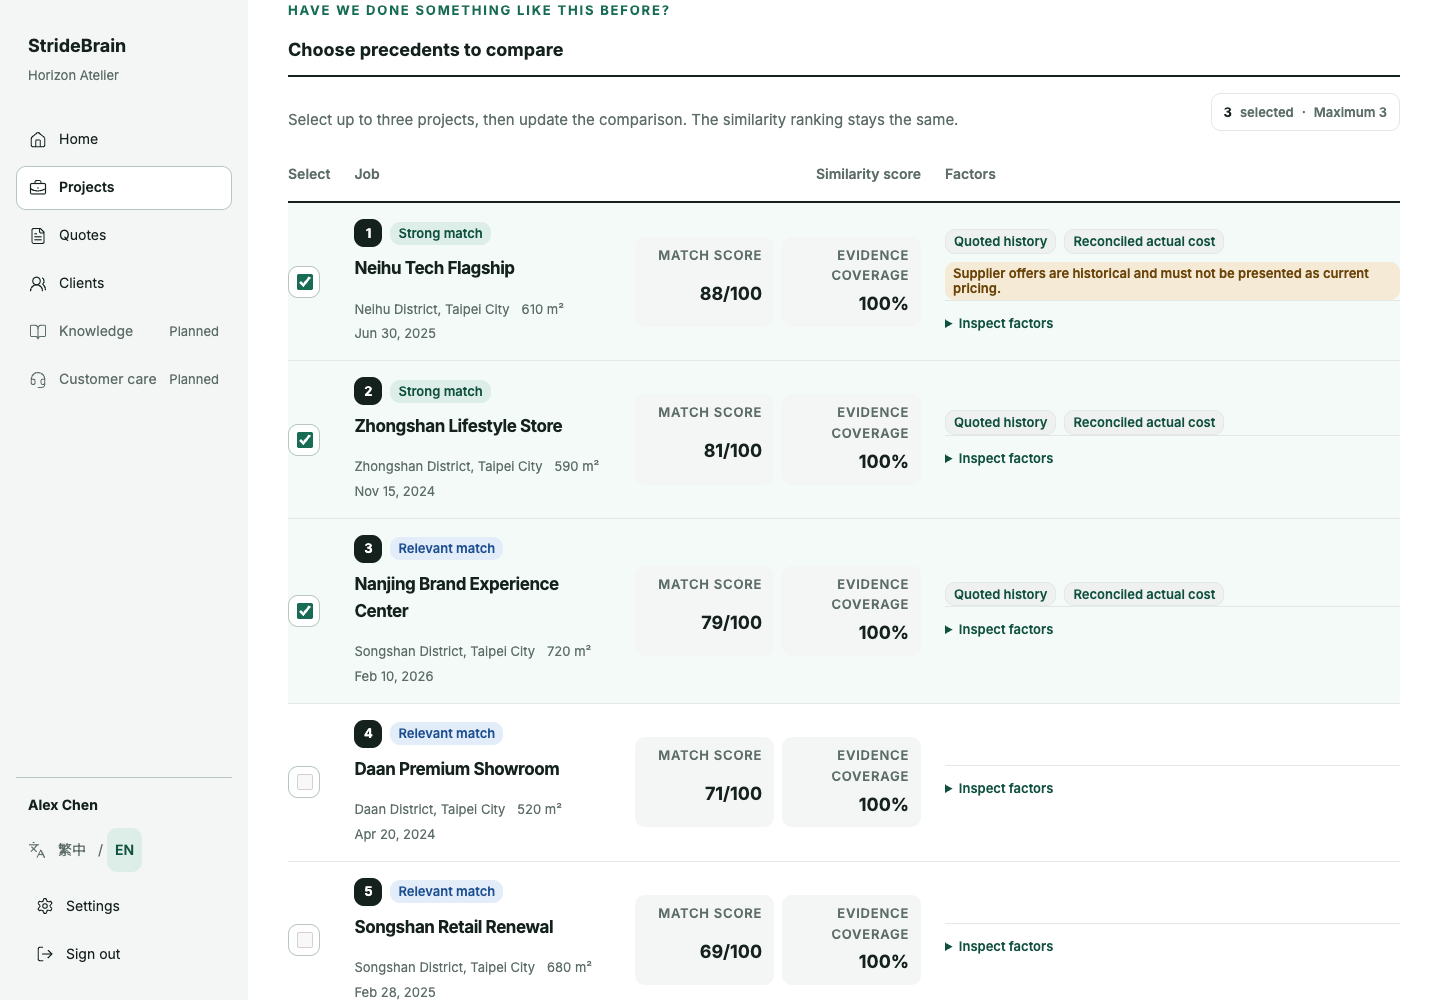 StrideBrain
Horizon Atelier
Home
Projects
Quotes
Clients
Knowledge Planned
Customer care Planned
Alex Chen
繁中 / EN
Settings
Sign out
HAVE WE DONE SOMETHING LIKE THIS BEFORE?
Choose precedents to compare
Select up to three projects, then update the comparison. The similarity ranking stays the same.
3 selected · Maximum 3
Select Job Similarity score Factors
1 Strong match
Neihu Tech Flagship
Neihu District, Taipei City 610 m²
Jun 30, 2025
MATCH SCORE
88/100
EVIDENCE
COVERAGE
100%
Quoted history Reconciled actual cost
Supplier offers are historical and must not be presented as current
pricing.
Inspect factors
2 Strong match
Zhongshan Lifestyle Store
Zhongshan District, Taipei City 590 m²
Nov 15, 2024
MATCH SCORE
81/100
EVIDENCE
COVERAGE
100%
Quoted history Reconciled actual cost
Inspect factors
3 Relevant match
Nanjing Brand Experience
Center
Songshan District, Taipei City 720 m²
Feb 10, 2026
MATCH SCORE
79/100
EVIDENCE
COVERAGE
100%
Quoted history Reconciled actual cost
Inspect factors
4 Relevant match
Daan Premium Showroom
Daan District, Taipei City 520 m²
Apr 20, 2024
MATCH SCORE
71/100
EVIDENCE
COVERAGE
100%
Inspect factors
5 Relevant match
Songshan Retail Renewal
Songshan District, Taipei City 680 m²
Feb 28, 2025
MATCH SCORE
69/100
EVIDENCE
COVERAGE
100%
Inspect factors